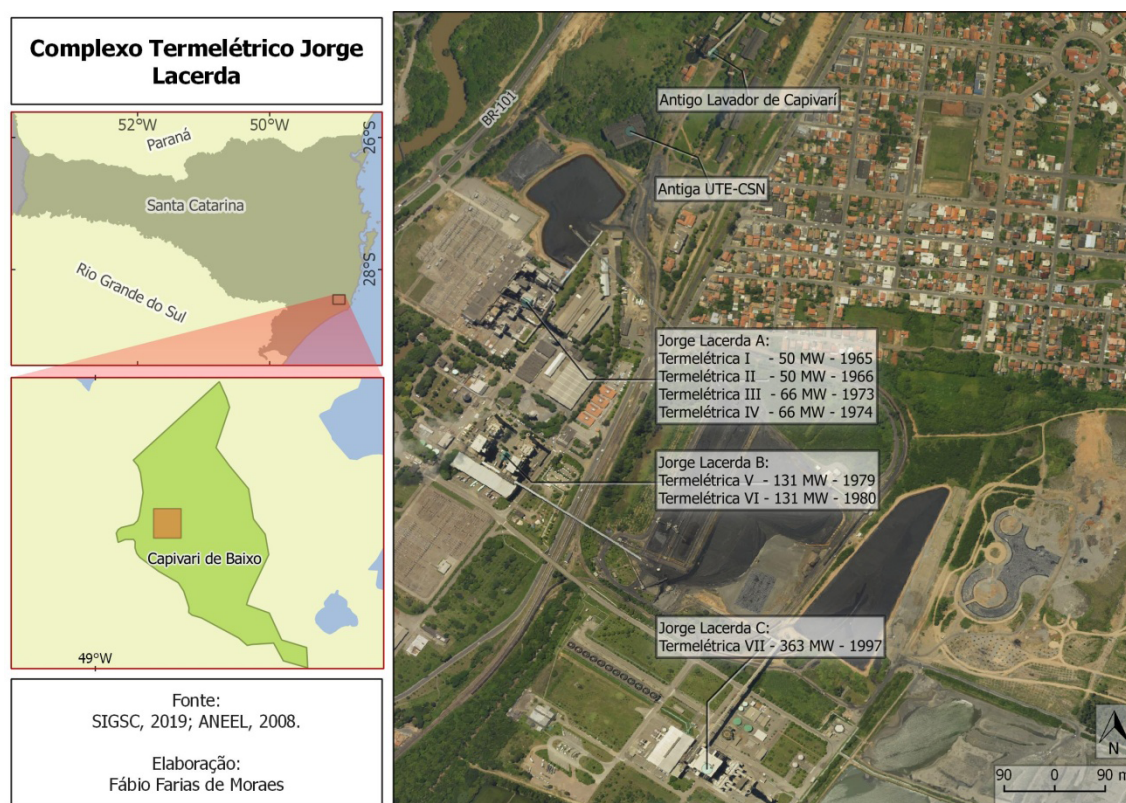 Complexo Termelétrico Jorge
Lacerda
52°W
50°W
26°S
28°S
Paraná
Santa Catarina
Rio Grande do Sul
Capivari de Baixo
49°W
Fonte:
SIGSC, 2019; ANEEL, 2008.
Elaboração:
Fábio Farias de Moraes
BR-101
Antigo Lavador de Capivarí
Antiga UTE-CSN
Jorge Lacerda A:
Termelétrica I - 50 MW - 1965
Termelétrica II - 50 MW - 1966
Termelétrica III - 66 MW - 1973
Termelétrica IV - 66 MW - 1974
Jorge Lacerda B:
Termelétrica V - 131 MW - 1979
Termelétrica VI - 131 MW - 1980
Jorge Lacerda C:
Termelétrica VII - 363 MW - 1997
N
90 0 90 m